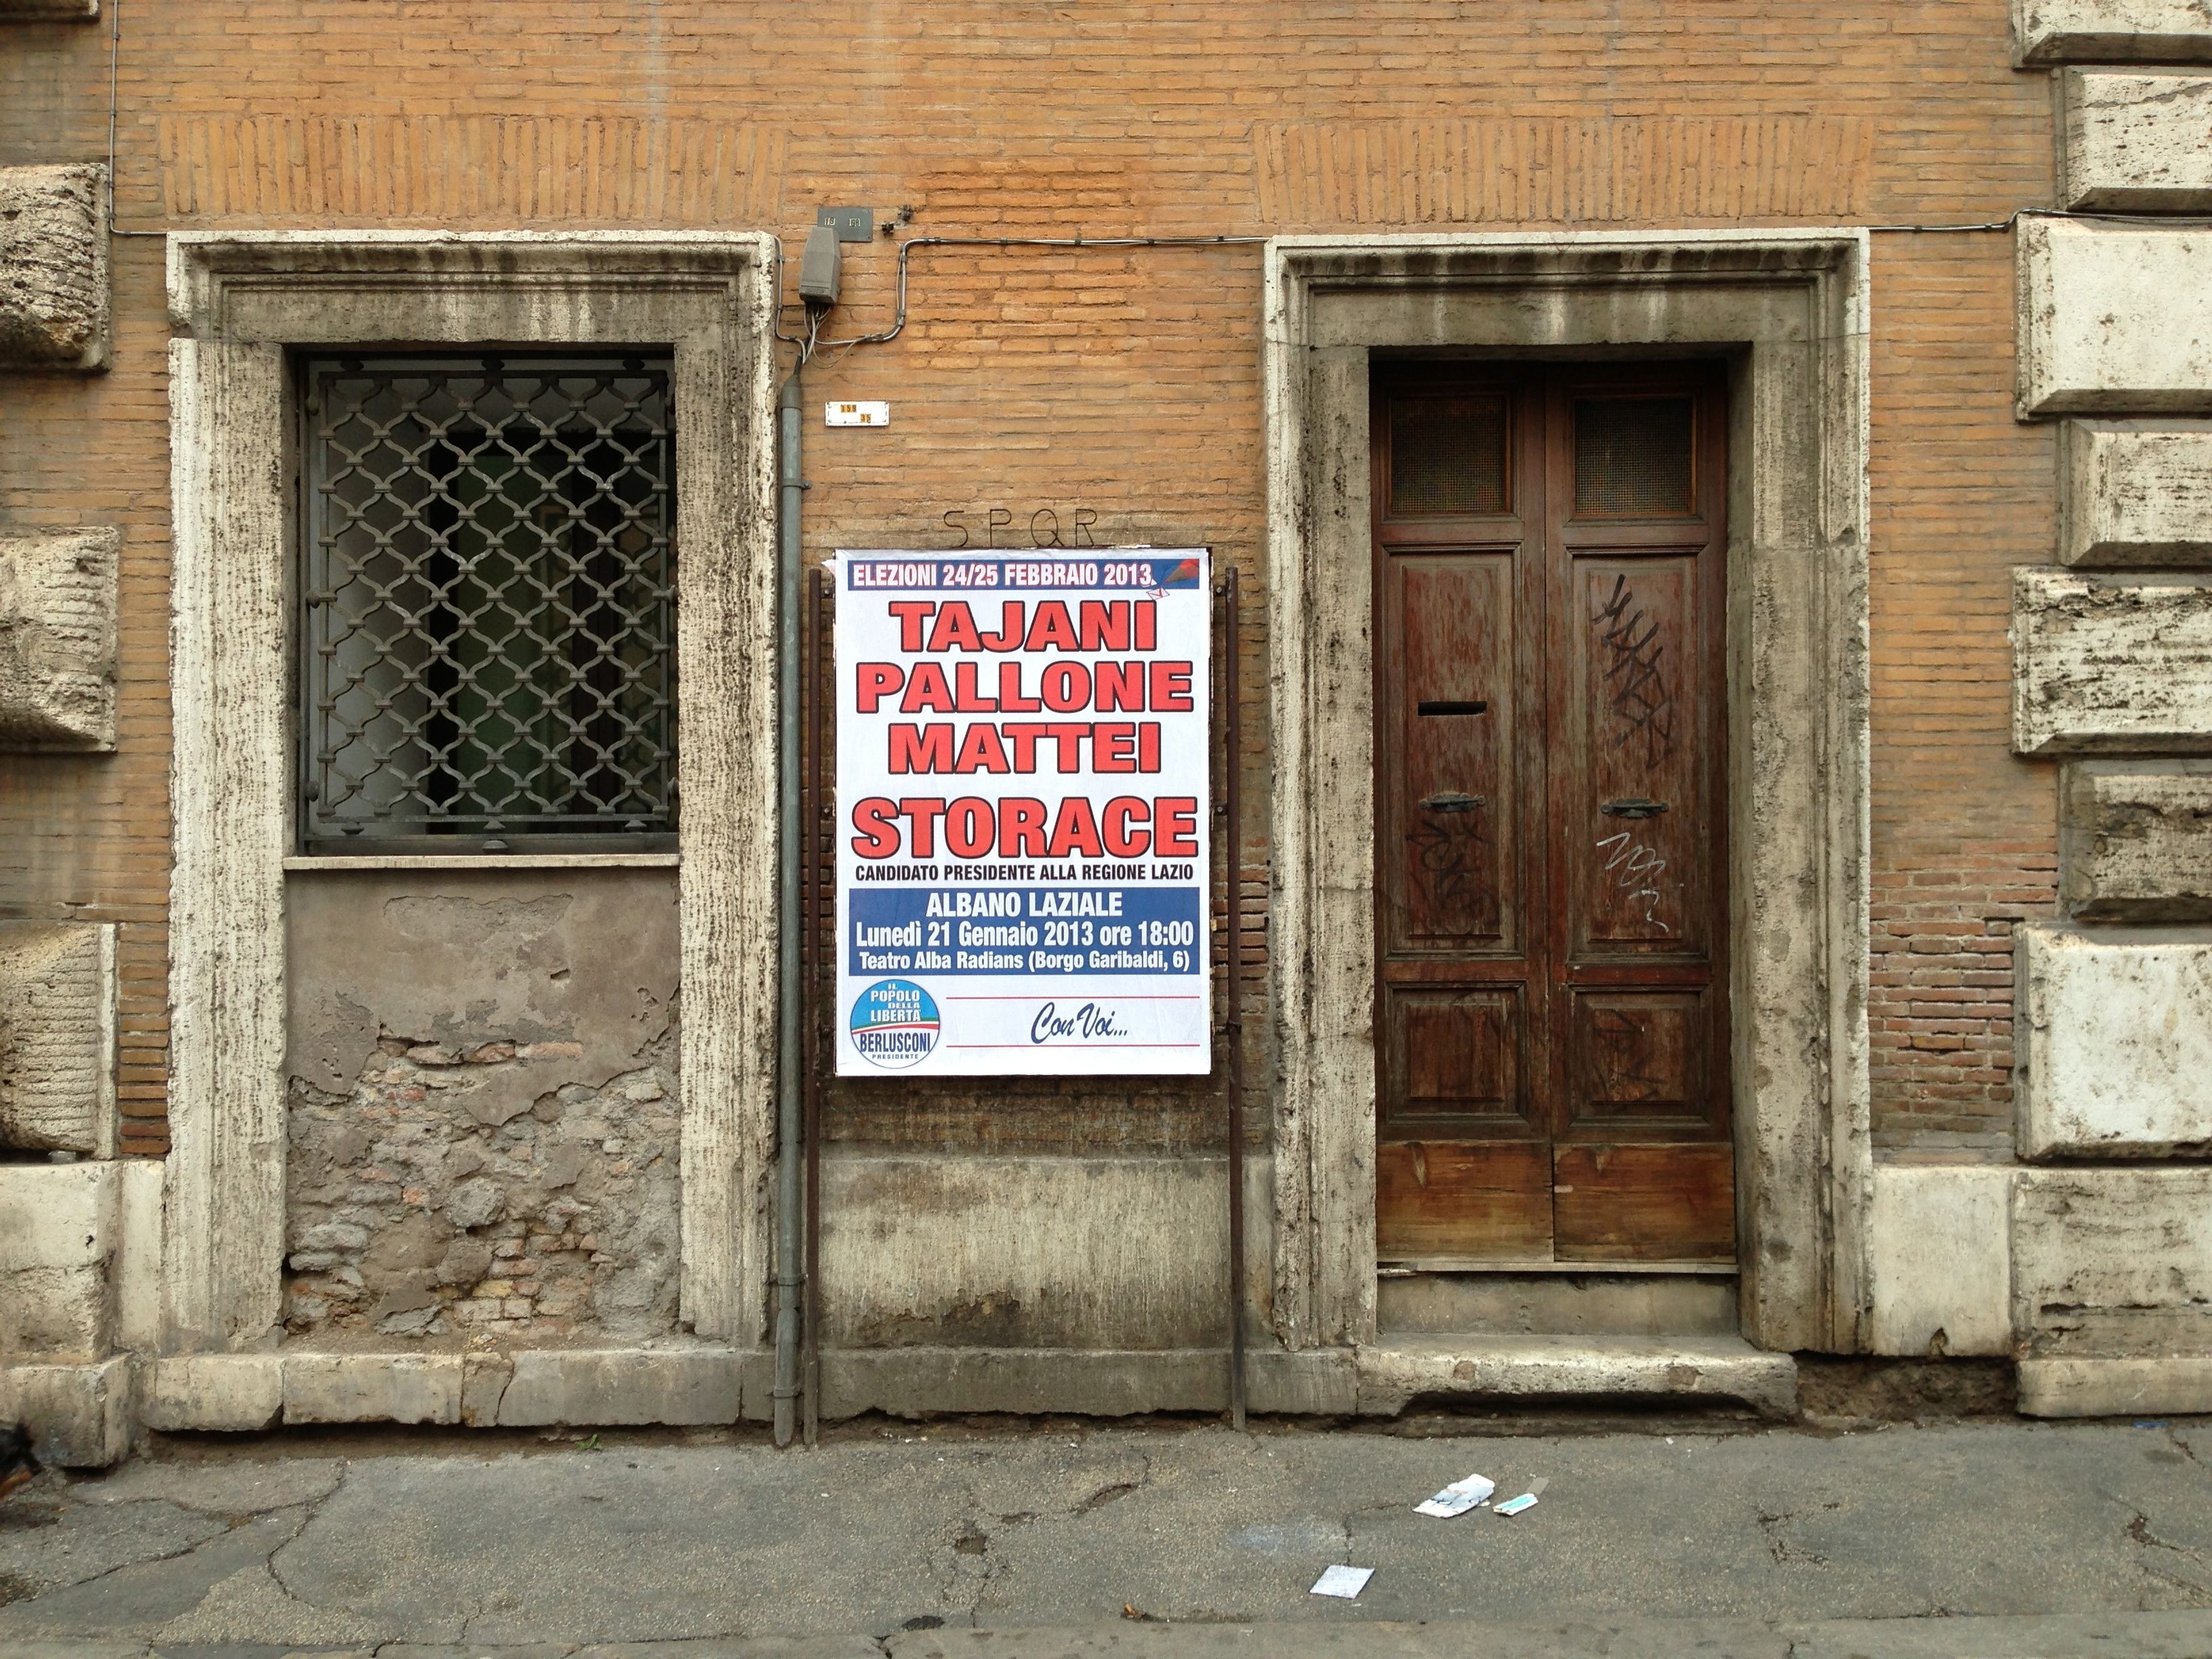 SPQR
ELEZIONI 24/25 FEBBRAIO 2013
TAJANI
PALLONE
MATTEI
STORACE
CANDIDATO PRESIDENTE ALLA REGIONE LAZIO
ALBANO LAZIALE
Lunedì 21 Gennaio 2013 ore 18:00
Teatro Alba Radians (Borgo Garibaldi, 6)
IL
POPOLO
DELLA
LIBERTÀ
BERLUSCONI
PRESIDENTE
Con Voi...